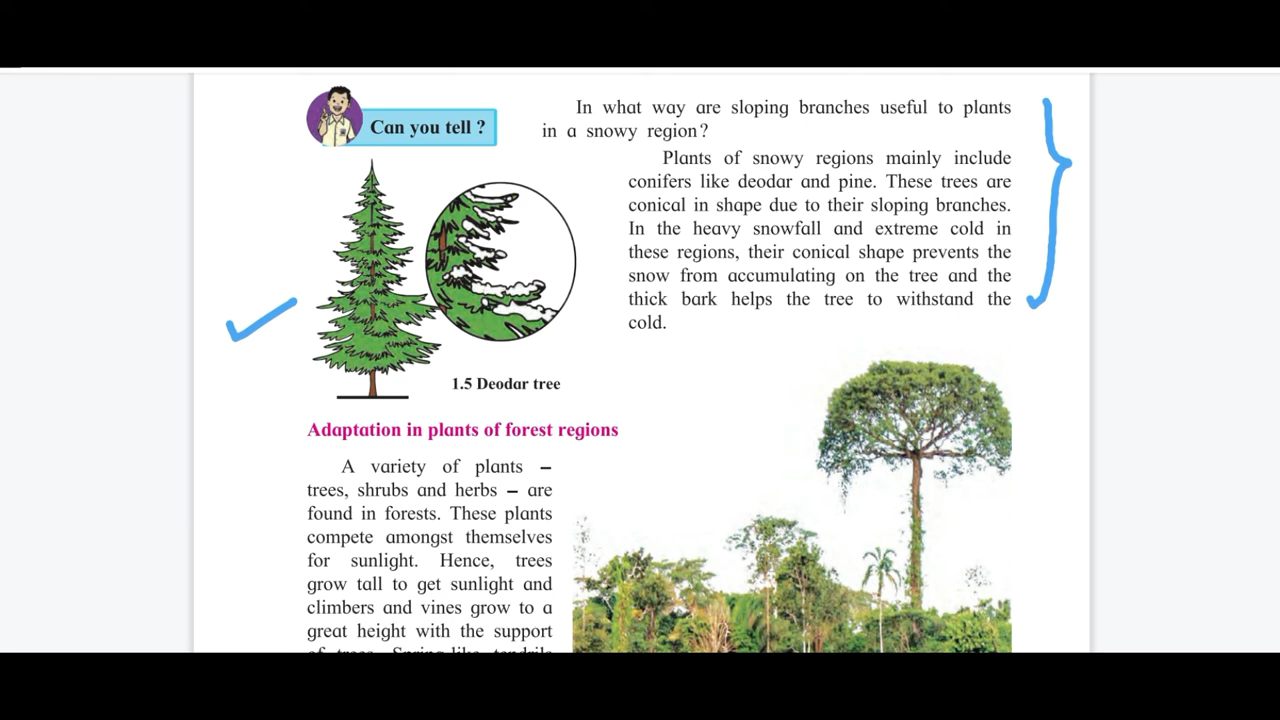 Can you tell ?
In what way are sloping branches useful to plants
in a snowy region?
Plants of snowy regions mainly include
conifers like deodar and pine. These trees are
conical in shape due to their sloping branches.
In the heavy snowfall and extreme cold in
these regions, their conical shape prevents the
snow from accumulating on the tree and the
thick bark helps the tree to withstand the
cold.
1.5 Deodar tree
Adaptation in plants of forest regions
A variety of plants –
trees, shrubs and herbs – are
found in forests. These plants
compete amongst themselves
for sunlight. Hence, trees
grow tall to get sunlight and
climbers and vines grow to a
great height with the support
of trees. Spring-like tendrils